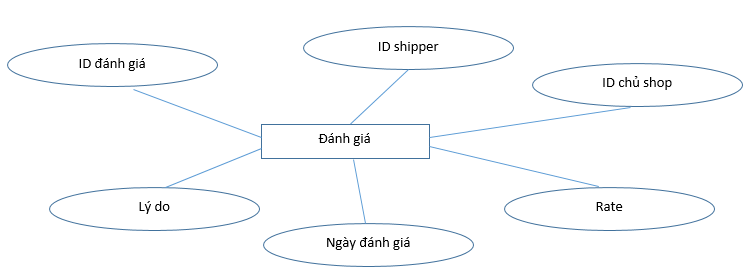 ID shipper
ID đánh giá
ID chủ shop
Đánh giá
Lý do
Rate
Ngày đánh giá